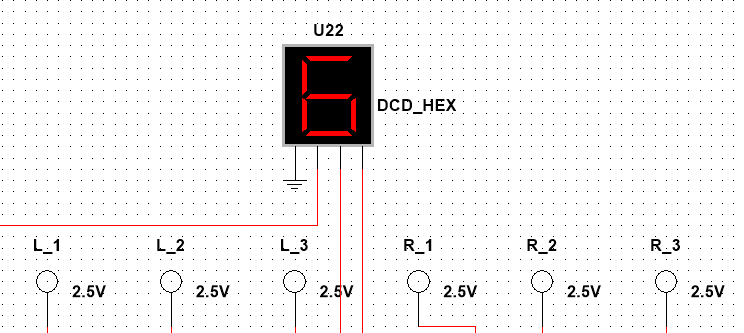 U22
6
DCD_HEX
L_1 L_2 L_3 R_1 R_2 R_3
2.5V 2.5V 2.5V 2.5V 2.5V 2.5V